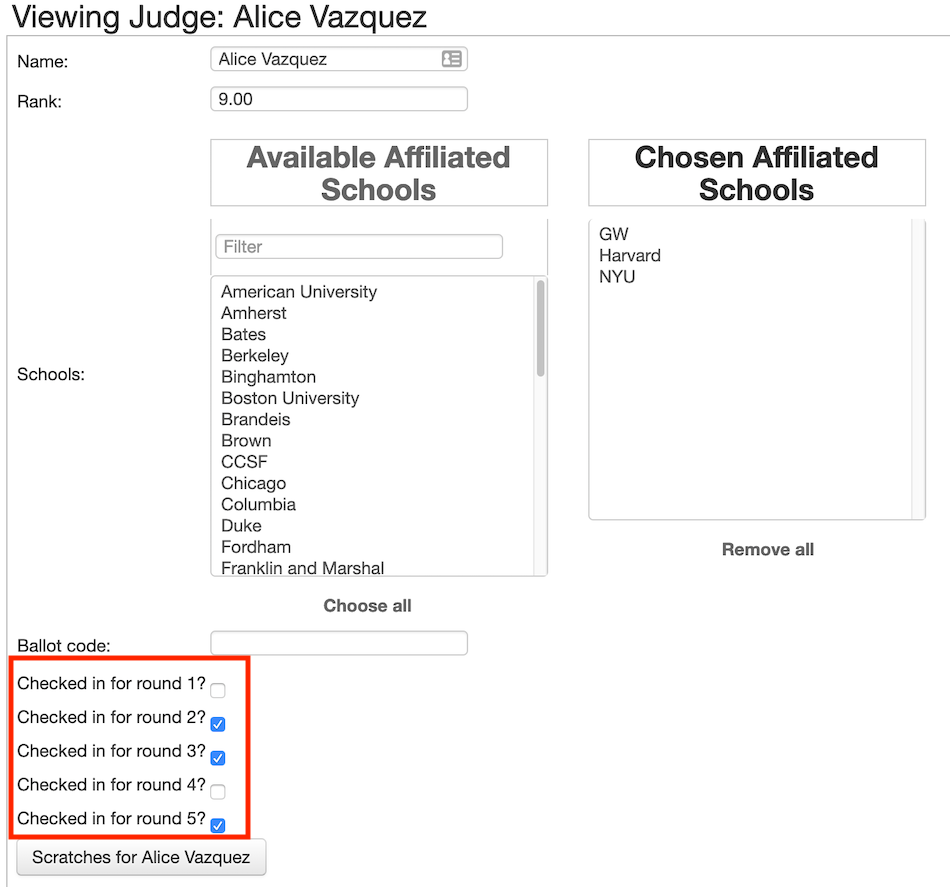 Viewing Judge: Alice Vazquez
Name:
Alice Vazquez
Rank:
9.00
Schools:
Available Affiliated
Schools
Filter
American University
Amherst
Bates
Berkeley
Binghamton
Boston University
Brandeis
Brown
CCSF
Chicago
Columbia
Duke
Fordham
Franklin and Marshal
Choose all
Chosen Affiliated
Schools
GW
Harvard
NYU
Remove all
Ballot code:
Checked in for round 1?
Checked in for round 2?
Checked in for round 3?
Checked in for round 4?
Checked in for round 5?
Scratches for Alice Vazquez